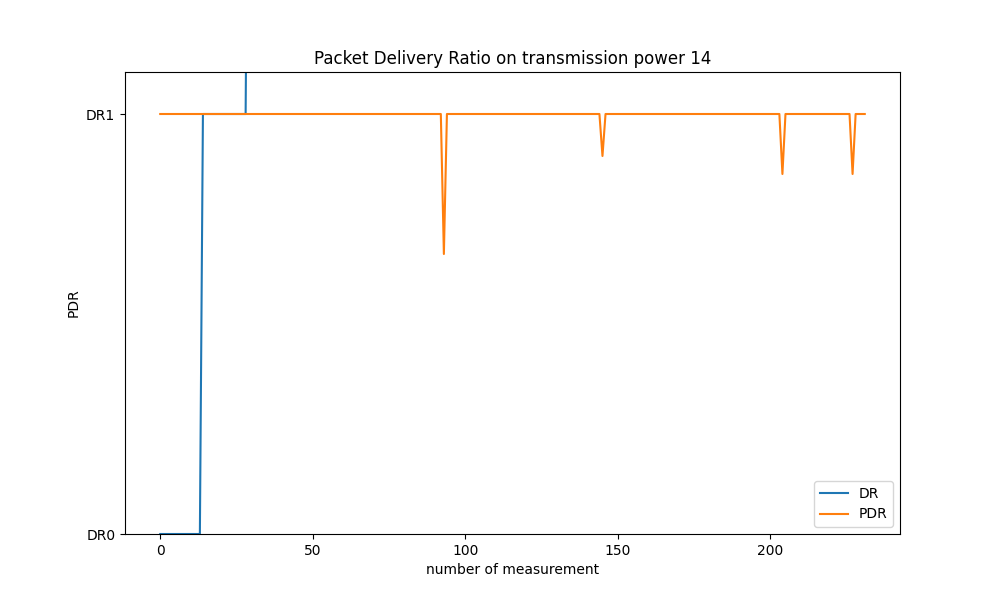 Packet Delivery Ratio on transmission power 14
DR1
PDR
DR0
0 50 100 150 200
number of measurement
DR
PDR